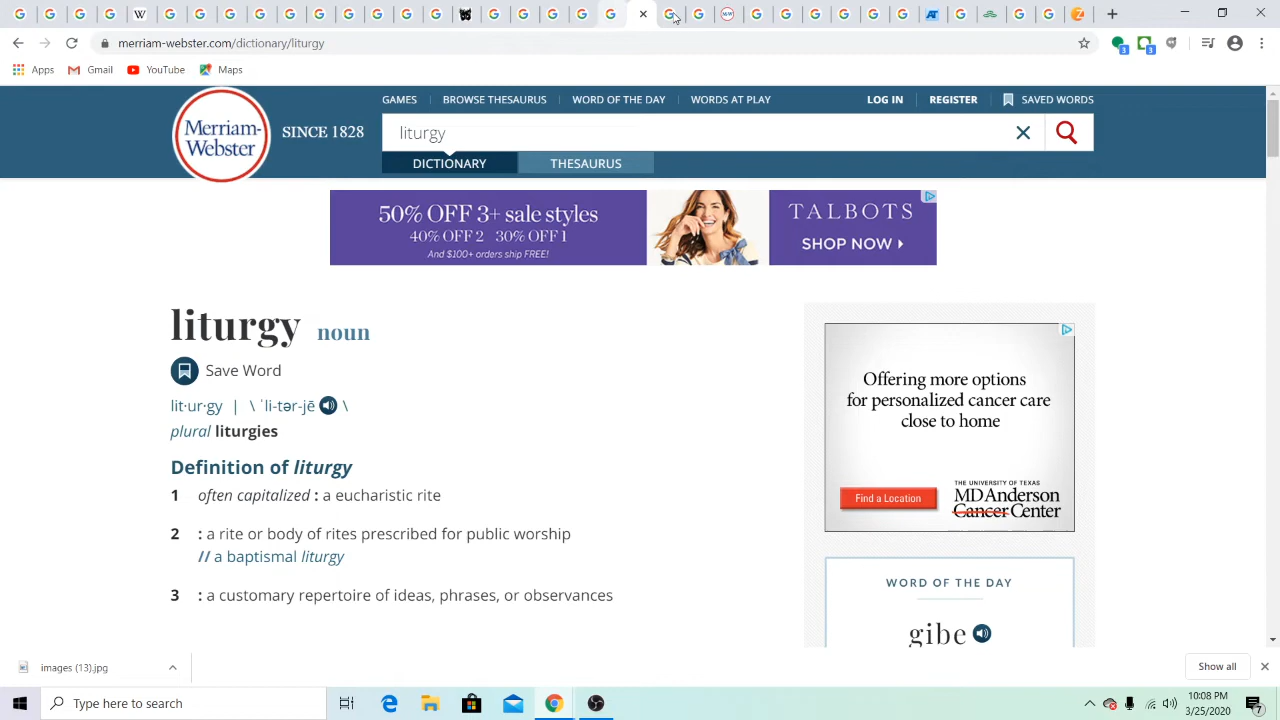 merriam-webster.com/dictionary/liturgy
3
3
Apps Gmail YouTube Maps
GAMES BROWSE THESAURUS WORD OF THE DAY WORDS AT PLAY LOG IN REGISTER SAVED WORDS
Merriam-
Webster
SINCE 1828
liturgy
DICTIONARY THESAURUS
50% OFF 3+ sale styles
40% OFF 2 30% OFF 1
And $100+ orders ship FREE!
TALBOTS
SHOP NOW
liturgy noun
Save Word
lit·ur·gy | \ ˈli-tər-jē \
plural liturgies
Definition of liturgy
1 often capitalized : a eucharistic rite
2 : a rite or body of rites prescribed for public worship
// a baptismal liturgy
3 : a customary repertoire of ideas, phrases, or observances
Offering more options
for personalized cancer care
close to home
Find a Location
THE UNIVERSITY OF TEXAS
MD Anderson
Cancer Center
WORD OF THE DAY
gibe
images (13).jpg
Show all
Type here to search
10:08 PM
3/25/2020
7